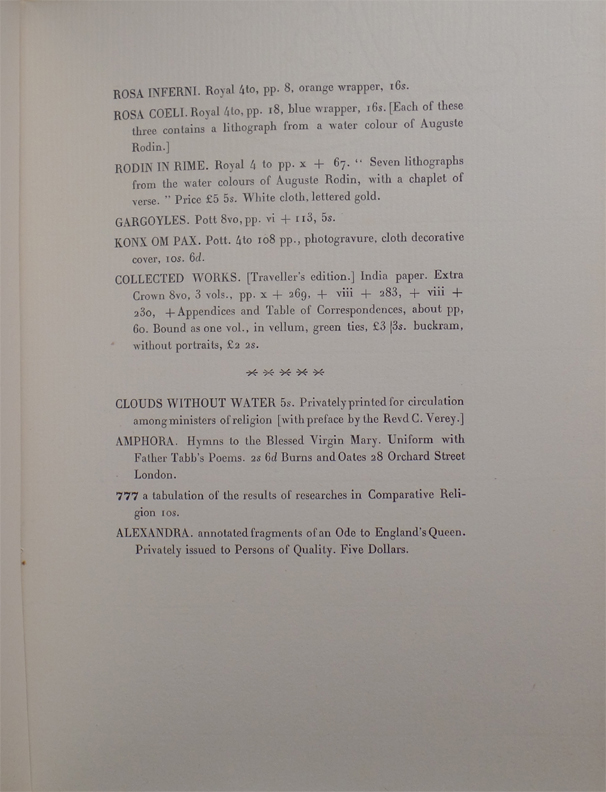 ROSA INFERNI. Royal 4to, pp. 8, orange wrapper, 16s.
ROSA COELI. Royal 4to, pp. 18, blue wrapper, 16s. [Each of these
three contains a lithograph from a water colour of Auguste
Rodin.]
RODIN IN RIME. Royal 4 to pp. x + 67. “ Seven lithographs
from the water colours of Auguste Rodin, with a chaplet of
verse. ” Price £5 5s. White cloth, lettered gold.
GARGOYLES. Pott 8vo, pp. vi + 113, 5s.
KONX OM PAX. Pott. 4to 108 pp., photogravure, cloth decorative
cover, 10s. 6d.
COLLECTED WORKS. [Traveller's edition.] India paper. Extra
Crown 8vo, 3 vols., pp. x + 269, + viii + 283, + viii +
230, + Appendices and Table of Correspondences, about pp,
60. Bound as one vol., in vellum, green ties, £3 |3s. buckram,
without portraits, £2 2s.
* * * * *
CLOUDS WITHOUT WATER 5s. Privately printed for circulation
among ministers of religion [with preface by the Revd C. Verey.]
AMPHORA. Hymns to the Blessed Virgin Mary. Uniform with
Father Tabb's Poems. 2s 6d Burns and Oates 28 Orchard Street
London.
777 a tabulation of the results of researches in Comparative Reli-
gion 10s.
ALEXANDRA. annotated fragments of an Ode to England's Queen.
Privately issued to Persons of Quality. Five Dollars.